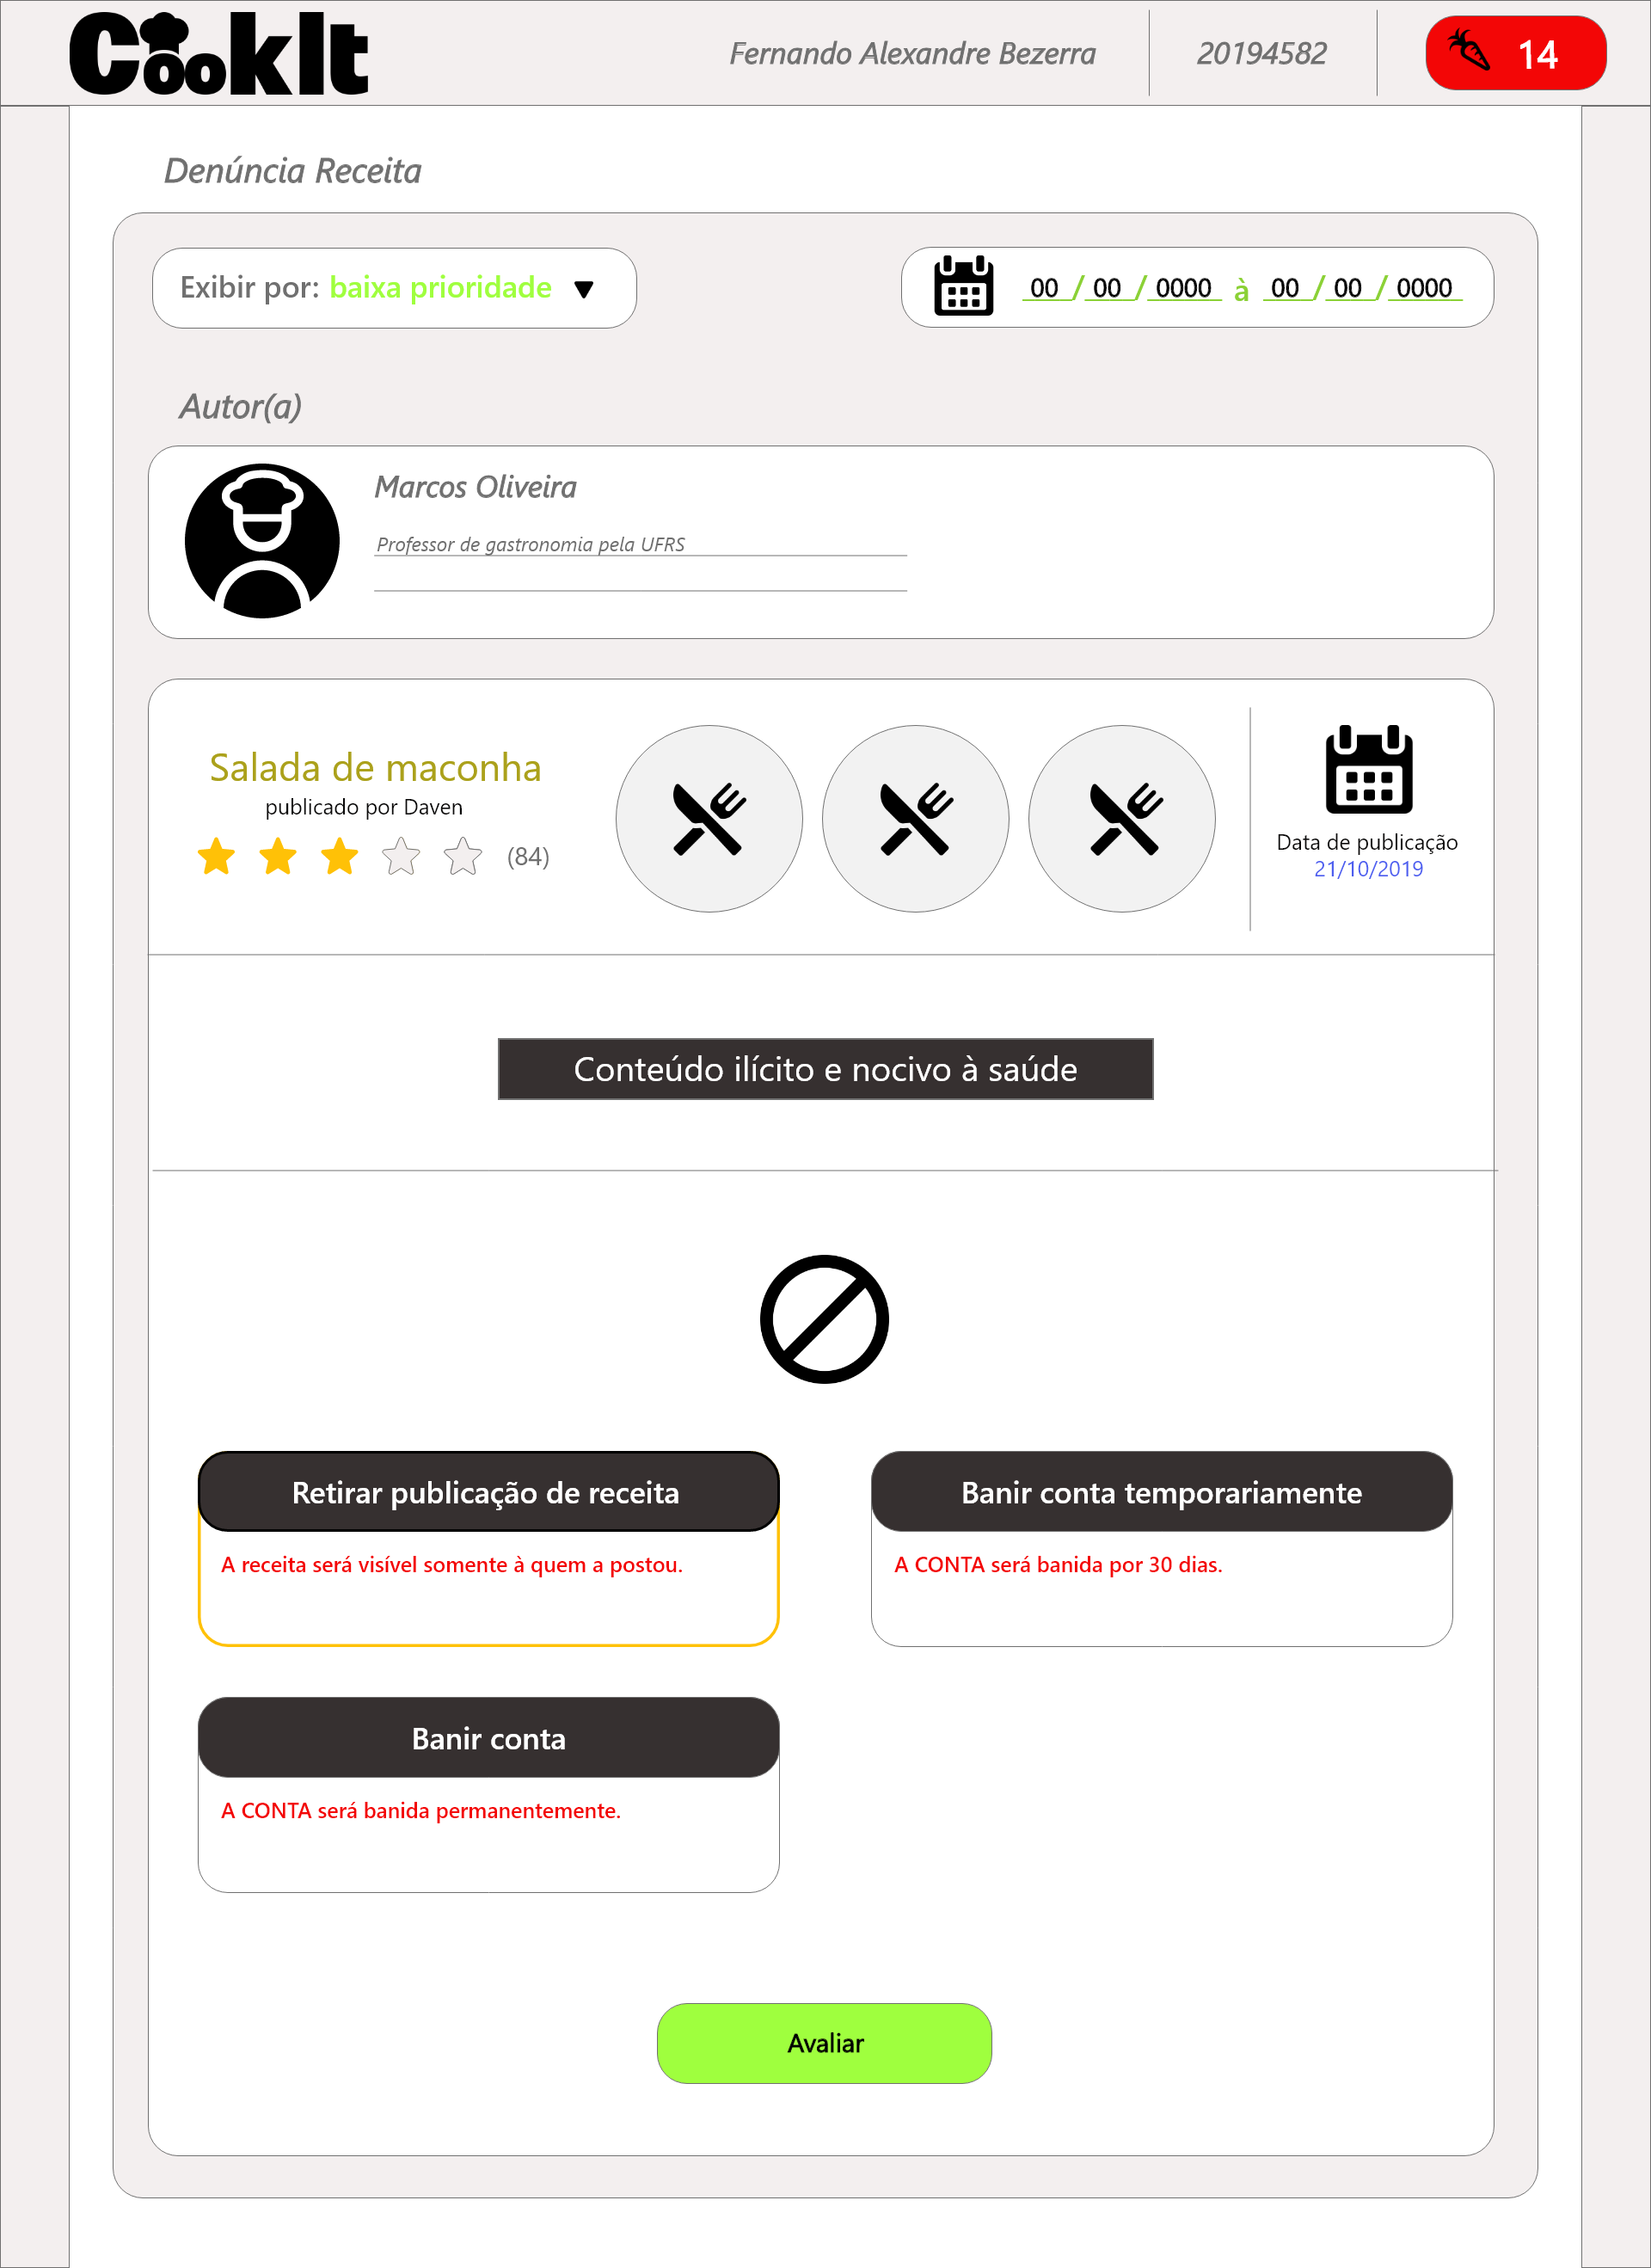 CookIt
Fernando Alexandre Bezerra
20194582
14
Denúncia Receita
Exibir por: baixa prioridade
00 / 00 / 0000 à 00 / 00 / 0000
Autor(a)
Marcos Oliveira
Professor de gastronomia pela UFRS
Salada de maconha
publicado por Daven
(84)
Data de publicação
21/10/2019
Conteúdo ilícito e nocivo à saúde
Retirar publicação de receita
A receita será visível somente à quem a postou.
Banir conta temporariamente
A CONTA será banida por 30 dias.
Banir conta
A CONTA será banida permanentemente.
Avaliar